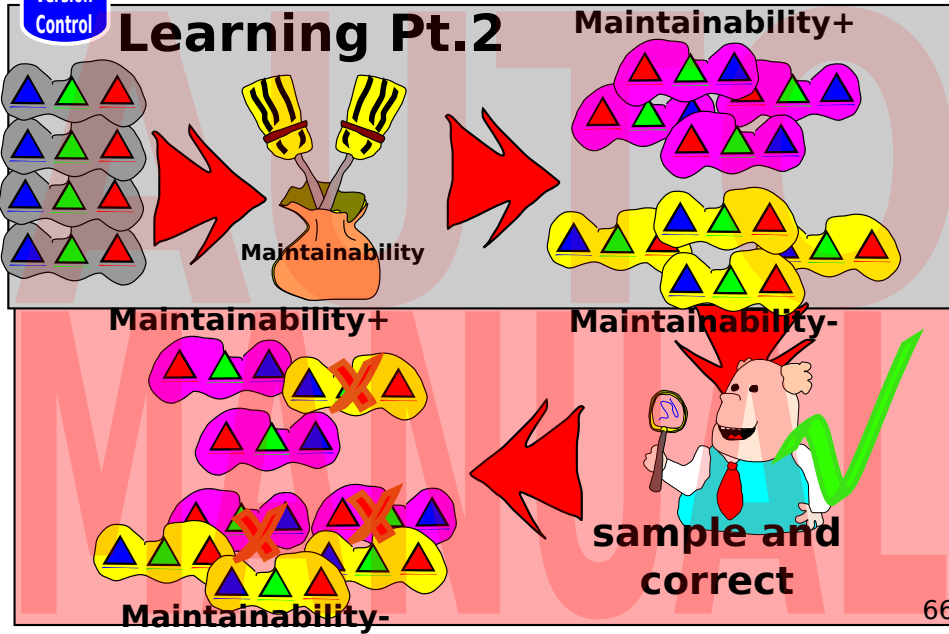 Version
Control
Learning Pt.2
Maintainability+
AUTO
Maintainability
Maintainability-
Maintainability+
MANUAL
sample and
correct
Maintainability-
66